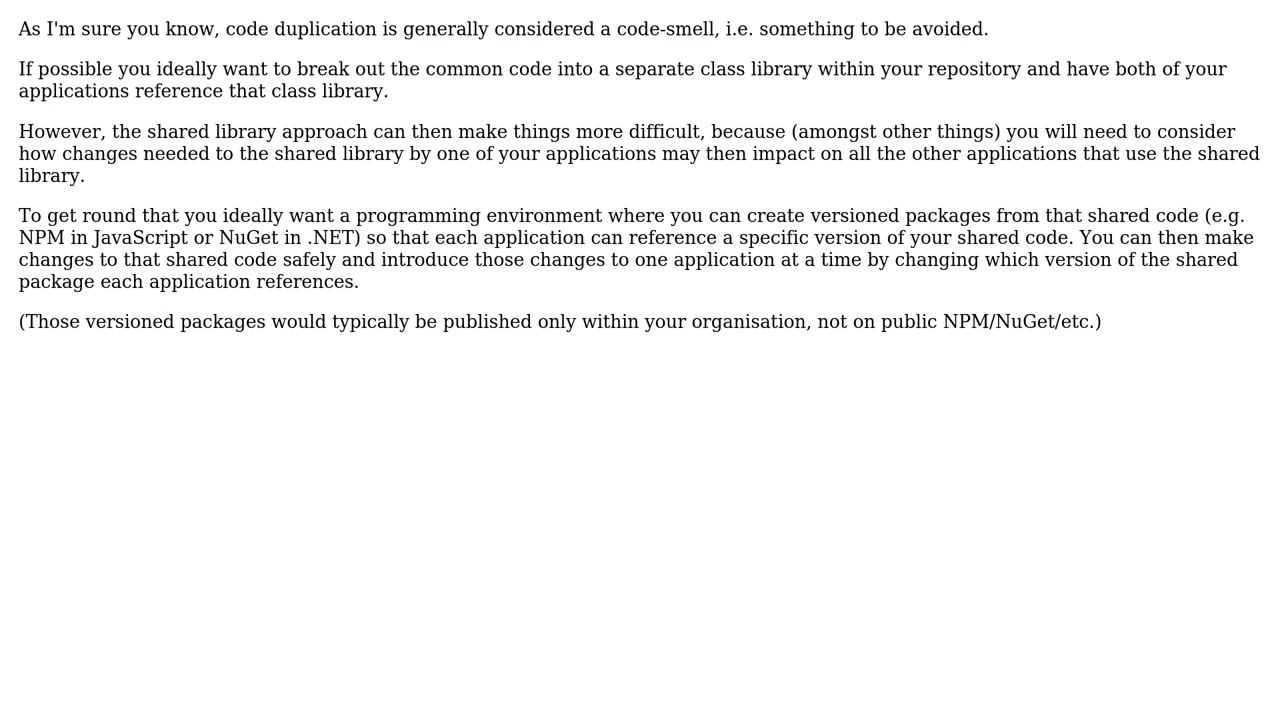 As I'm sure you know, code duplication is generally considered a code-smell, i.e. something to be avoided.
If possible you ideally want to break out the common code into a separate class library within your repository and have both of your
applications reference that class library.
However, the shared library approach can then make things more difficult, because (amongst other things) you will need to consider
how changes needed to the shared library by one of your applications may then impact on all the other applications that use the shared
library.
To get round that you ideally want a programming environment where you can create versioned packages from that shared code (e.g.
NPM in JavaScript or NuGet in .NET) so that each application can reference a specific version of your shared code. You can then make
changes to that shared code safely and introduce those changes to one application at a time by changing which version of the shared
package each application references.
(Those versioned packages would typically be published only within your organisation, not on public NPM/NuGet/etc.)